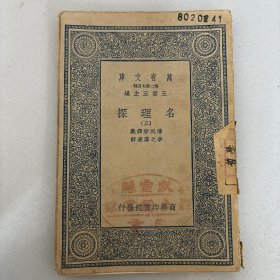 8020241
萬有文庫
第二集七百種
王雲五主編
名理探
(三)
傅汎際譯義
李之藻達辭
商務印書館發行